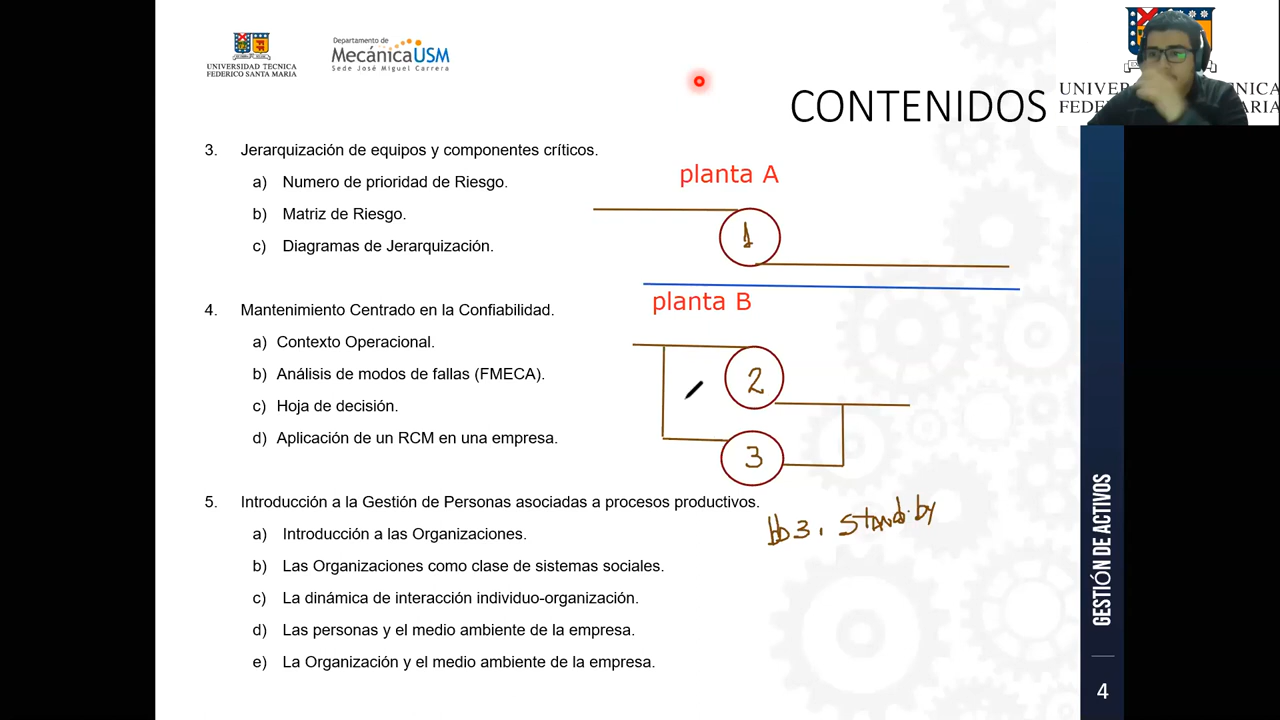 UNIVERSIDAD TECNICA
FEDERICO SANTA MARIA
Departamento de
MecánicaUSM
Sede José Miguel Carrera
CONTENIDOS
3. Jerarquización de equipos y componentes críticos.
a) Numero de prioridad de Riesgo.
b) Matriz de Riesgo.
c) Diagramas de Jerarquización.
4. Mantenimiento Centrado en la Confiabilidad.
a) Contexto Operacional.
b) Análisis de modos de fallas (FMECA).
c) Hoja de decisión.
d) Aplicación de un RCM en una empresa.
5. Introducción a la Gestión de Personas asociadas a procesos productivos.
a) Introducción a las Organizaciones.
b) Las Organizaciones como clase de sistemas sociales.
c) La dinámica de interacción individuo-organización.
d) Las personas y el medio ambiente de la empresa.
e) La Organización y el medio ambiente de la empresa.
planta A
1
planta B
2
3
bb3. stand by
GESTIÓN DE ACTIVOS
4